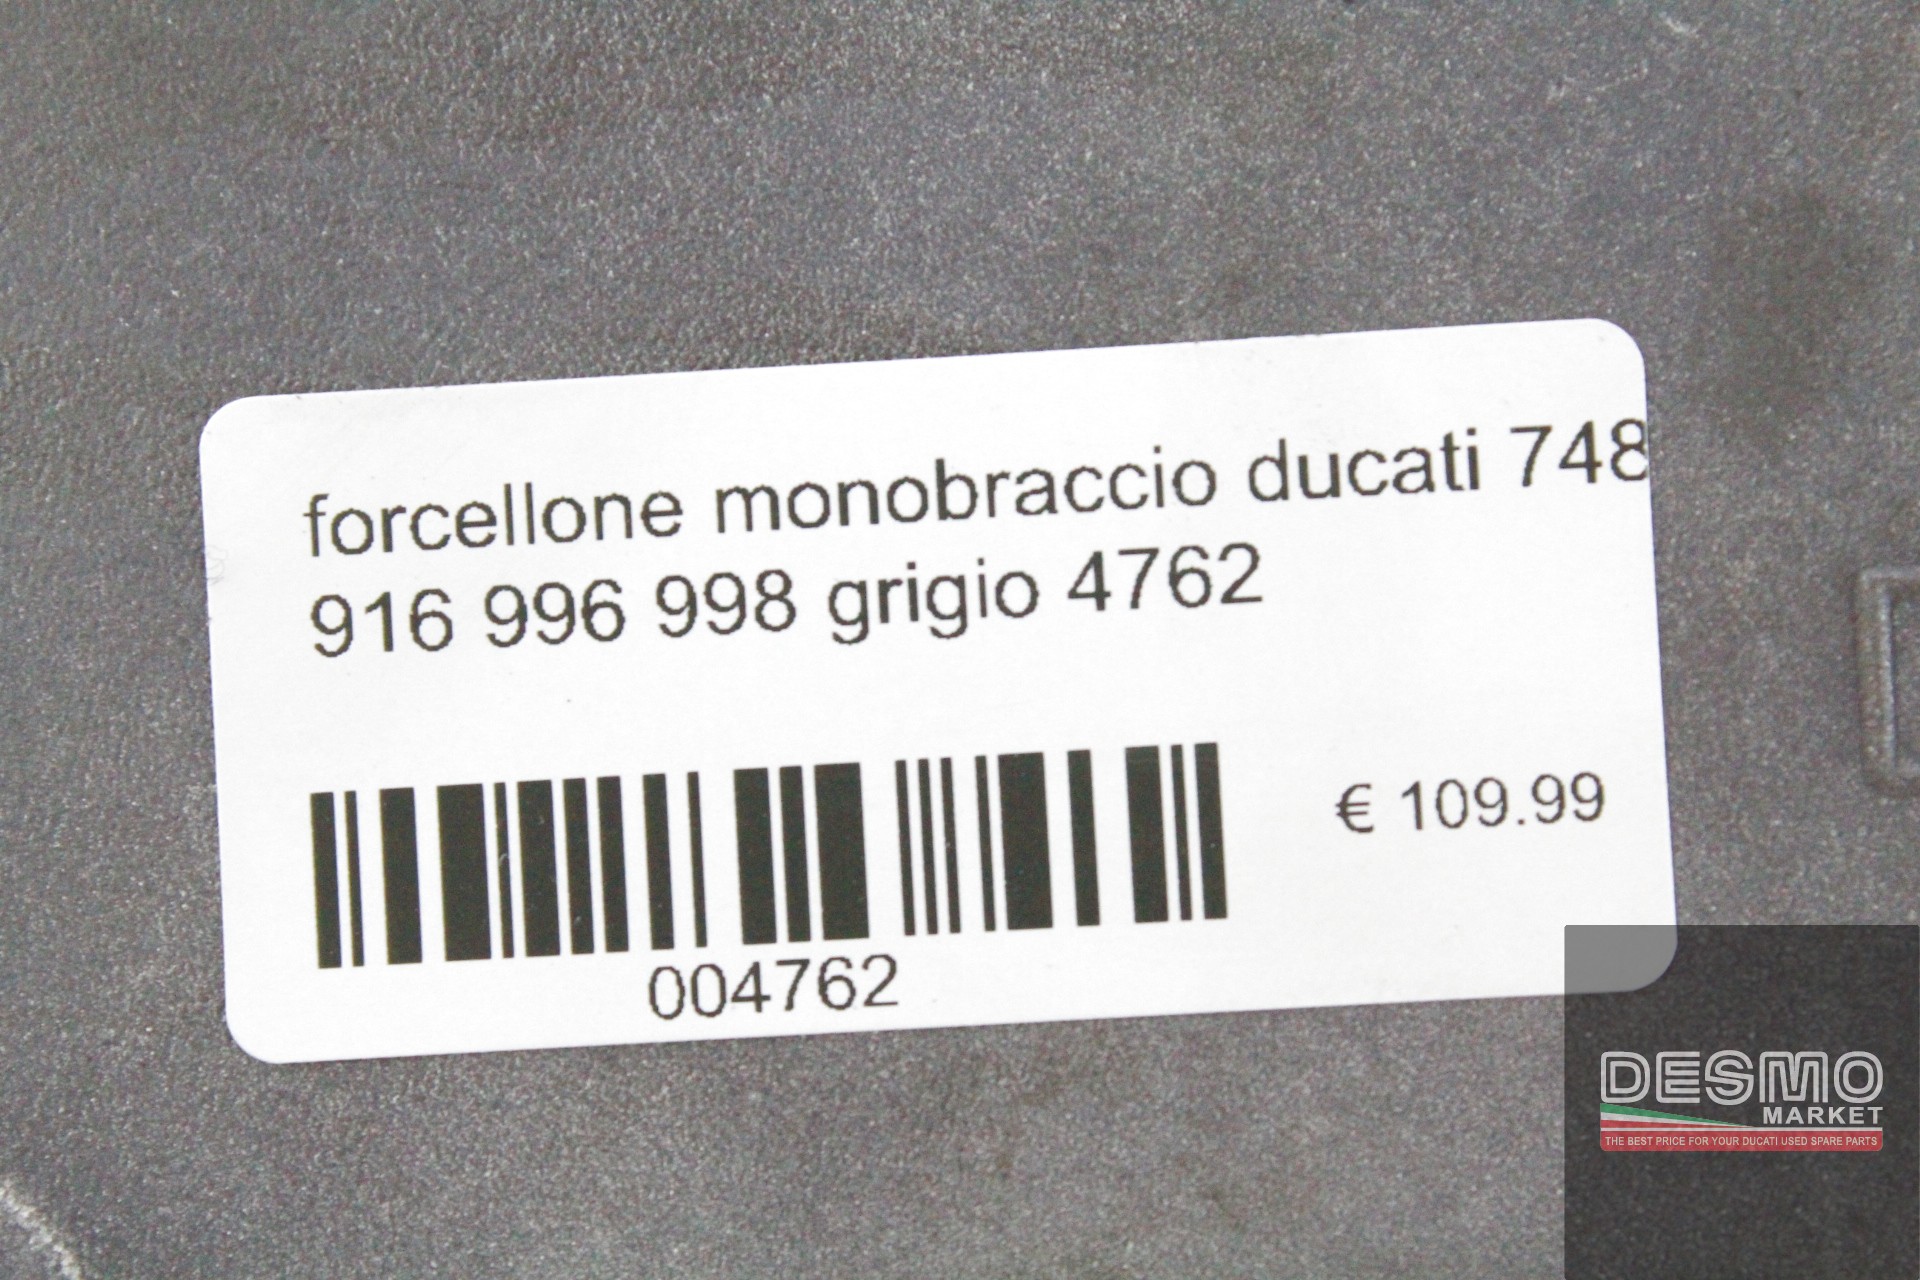 forcellone monobraccio ducati 748
916 996 998 grigio 4762
€ 109.99
004762
DESMO
MARKET
THE BEST PRICE FOR YOUR DUCATI USED SPARE PARTS